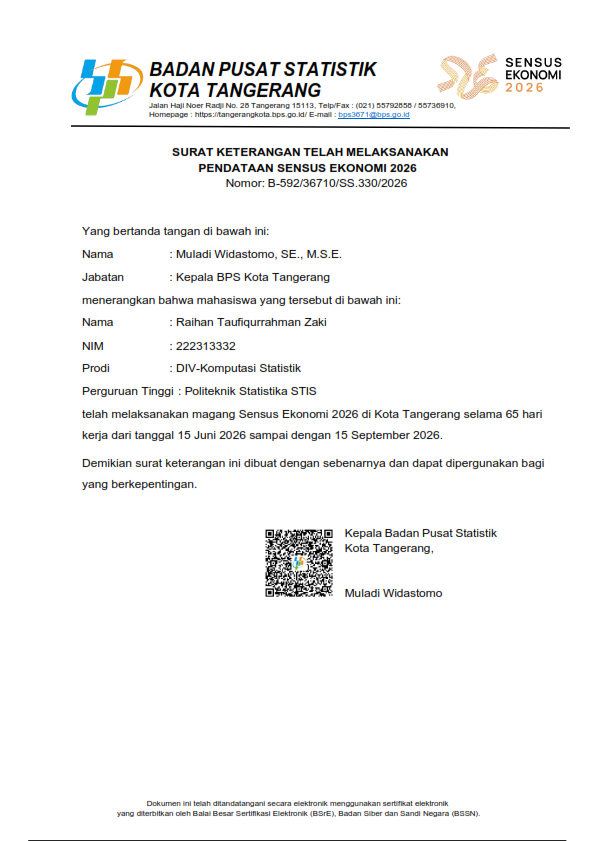 BADAN PUSAT STATISTIK
KOTA TANGERANG
Jalan Haji Noer Radji No. 26 Tangerang 15113, Telp/Fax : (021) 55792858 / 55736910,
Homepage : https://tangerangkota.bps.go.id/ E-mail : bps3671@bps.go.id
SENSUS
EKONOMI
2026
SURAT KETERANGAN TELAH MELAKSANAKAN
PENDATAAN SENSUS EKONOMI 2026
Nomor: B-592/36710/SS.330/2026
Yang bertanda tangan di bawah ini:
Nama : Muladi Widastomo, SE., M.S.E.
Jabatan : Kepala BPS Kota Tangerang
menerangkan bahwa mahasiswa yang tersebut di bawah ini:
Nama : Raihan Taufiqurrahman Zaki
NIM : 222313332
Prodi : DIV-Komputasi Statistik
Perguruan Tinggi : Politeknik Statistika STIS
telah melaksanakan magang Sensus Ekonomi 2026 di Kota Tangerang selama 65 hari
kerja dari tanggal 15 Juni 2026 sampai dengan 15 September 2026.
Demikian surat keterangan ini dibuat dengan sebenarnya dan dapat dipergunakan bagi
yang berkepentingan.
Kepala Badan Pusat Statistik
Kota Tangerang,
Muladi Widastomo
Dokumen ini telah ditandatangani secara elektronik menggunakan sertifikat elektronik
yang diterbitkan oleh Balai Besar Sertifikasi Elektronik (BSrE), Badan Siber dan Sandi Negara (BSSN).